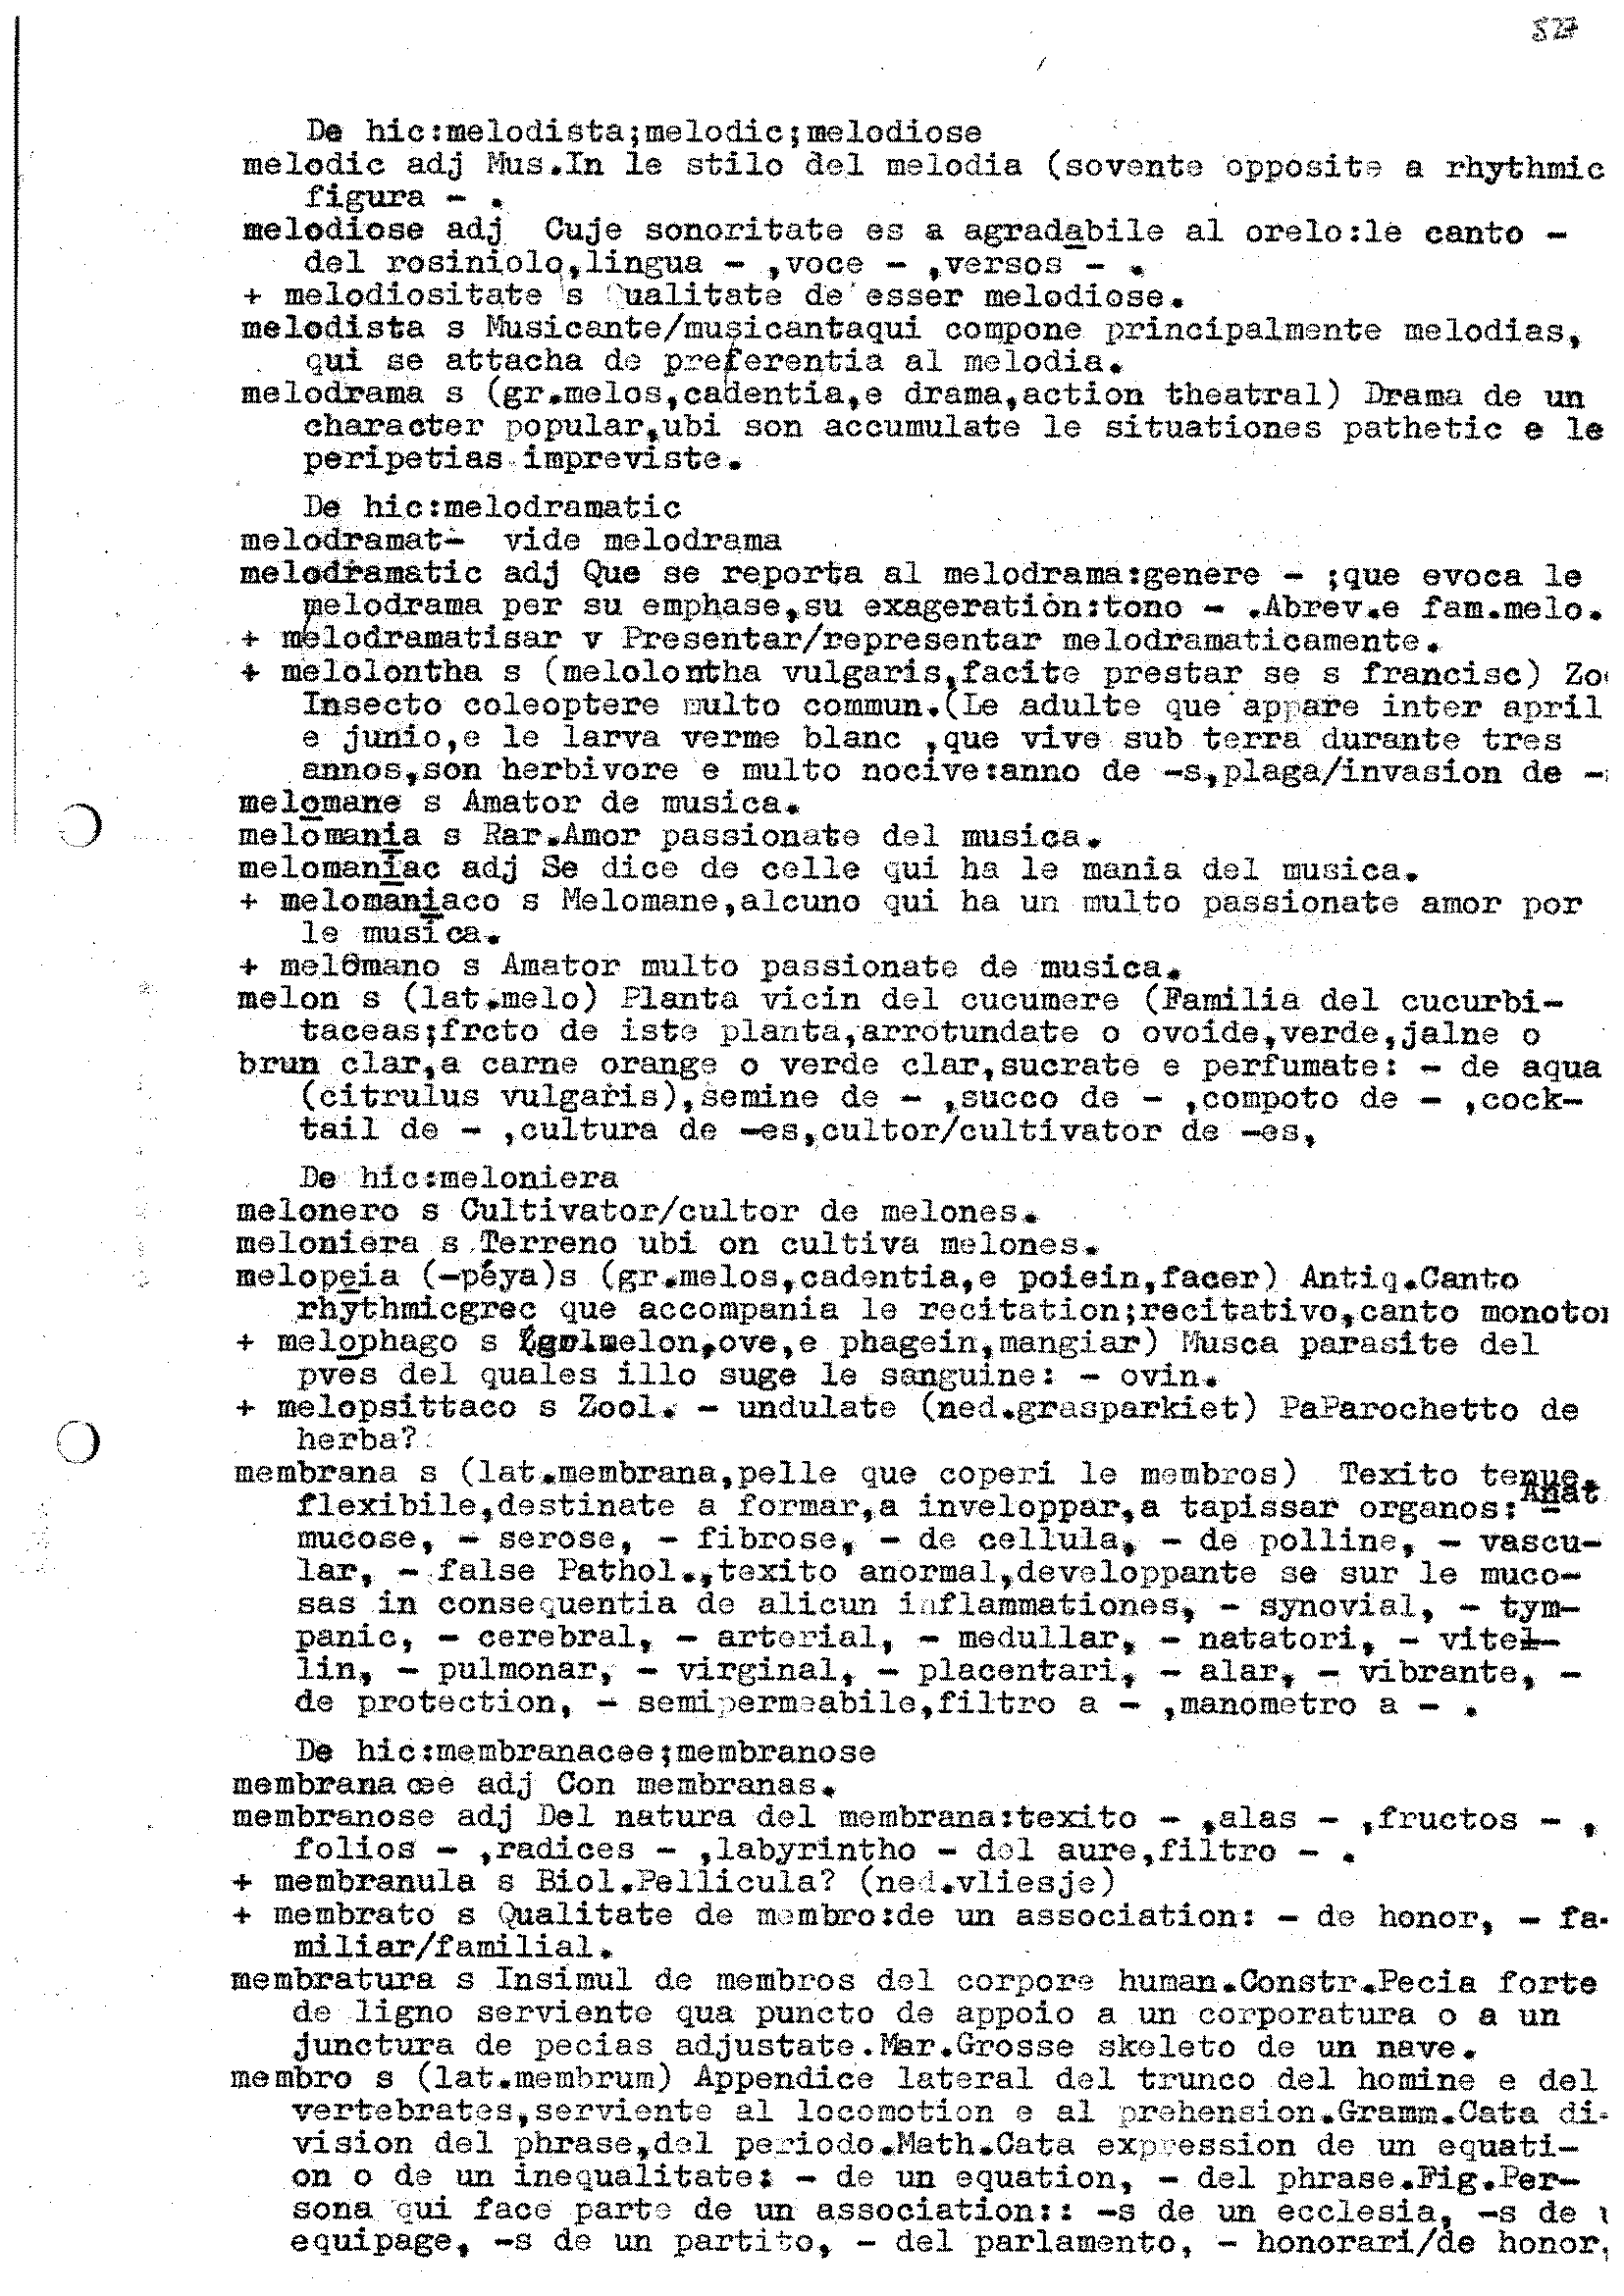 527
De hic:melodista;melodic;melodiose
melodic adj Mus.In le stilo del melodia (sovente opposite a rhythmic
figura - .
melodiose adj Cuje sonoritate es a agradabile al orelo:le canto -
del rosiniolo,lingua - ,voce - ,versos - .
+ melodiositate s Qualitate de esser melodiose.
melodista s Musicante/musicantaqui compone principalmente melodias,
qui se attacha de preferentia al melodia.
melodrama s (gr.melos,cadentia,e drama,action theatral) Drama de un
character popular,ubi son accumulate le situationes pathetic e le
peripetias impreviste.
De hic:melodramatic
melodramat- vide melodrama
melodramatic adj Que se reporta al melodrama:genere - ;que evoca le
melodrama per su emphase,su exageration:tono - .Abrev.e fam.melo.
+ melodramatisar v Presentar/representar melodramaticamente.
+ melolontha s (melolontha vulgaris,facite prestar se s francisc) Zoo
Insecto coleoptere multo commun.(Le adulte que appare inter april
e junio,e le larva verme blanc ,que vive sub terra durante tres
annos,son herbivore e multo nocive:anno de -s,plaga/invasion de -
melomane s Amator de musica.
melomania s Rar.Amor passionate del musica.
melomaniac adj Se dice de celle qui ha le mania del musica.
+ melomaniaco s Melomane,alcuno qui ha un multo passionate amor por
le musica.
+ melomano s Amator multo passionate de musica.
melon s (lat.melo) Planta vicin del cucumere (Familia del cucurbi-
taceas;frcto de iste planta,arrotundate o ovoide,verde,jalne o
brun clar,a carne orange o verde clar,sucrate e perfumate: - de aqua
(citrulus vulgaris),semine de - ,succo de - ,compoto de - ,cock-
tail de - ,cultura de -es,cultor/cultivator de -es,
De hic:meloniera
melonero s Cultivator/cultor de melones.
meloniera s Terreno ubi on cultiva melones.
melopeia (-péya)s (gr.melos,cadentia,e poiein,facer) Antiq.Canto
rhythmicgrec que accompania le recitation;recitativo,canto monoton
+ melophago s (gr.melon,ove,e phagein,mangiar) Musca parasite del
pves del quales illo suge le sanguine: - ovin.
+ melopsittaco s Zool. - undulate (ned.grasparkiet) PaParochetto de
herba?
membrana s (lat.membrana,pelle que coperi le membros) Texito tenue,
flexibile,destinate a formar,a inveloppar,a tapissar organos: Anat -
mucose, - serose, - fibrose, - de cellula, - de polline, - vascu-
lar, - false Pathol.,texito anormal,developpante se sur le muco-
sas in consequentia de alicun inflammationes, - synovial, - tym-
panic, - cerebral, - arterial, - medullar, - natatori, - vitel-
lin, - pulmonar, - virginal, - placentari, - alar, - vibrante, -
de protection, - semipermeabile,filtro a - ,manometro a - .
De hic:membranacee;membranose
membranacee adj Con membranas.
membranose adj Del natura del membrana:texito - ,alas - ,fructos - ,
folios - ,radices - ,labyrintho - del aure,filtro - .
+ membranula s Biol.Pellicula? (ned.vliesje)
+ membrato s Qualitate de membro:de un association: - de honor, - fa-
miliar/familial.
membratura s Insimul de membros del corpore human.Constr.Pecia forte
de ligno serviente qua puncto de appoio a un corporatura o a un
junctura de pecias adjustate.Mar.Grosse skeleto de un nave.
membro s (lat.membrum) Appendice lateral del trunco del homine e del
vertebrates,serviente al locomotion e al prehension.Gramm.Cata di-
vision del phrase,del periodo.Math.Cata expression de un equati-
on o de un inequalitate: - de un equation, - del phrase.Fig.Per-
sona qui face parte de un association:: -s de un ecclesia, -s de
equipage, -s de un partito, - del parlamento, - honorari/de honor,